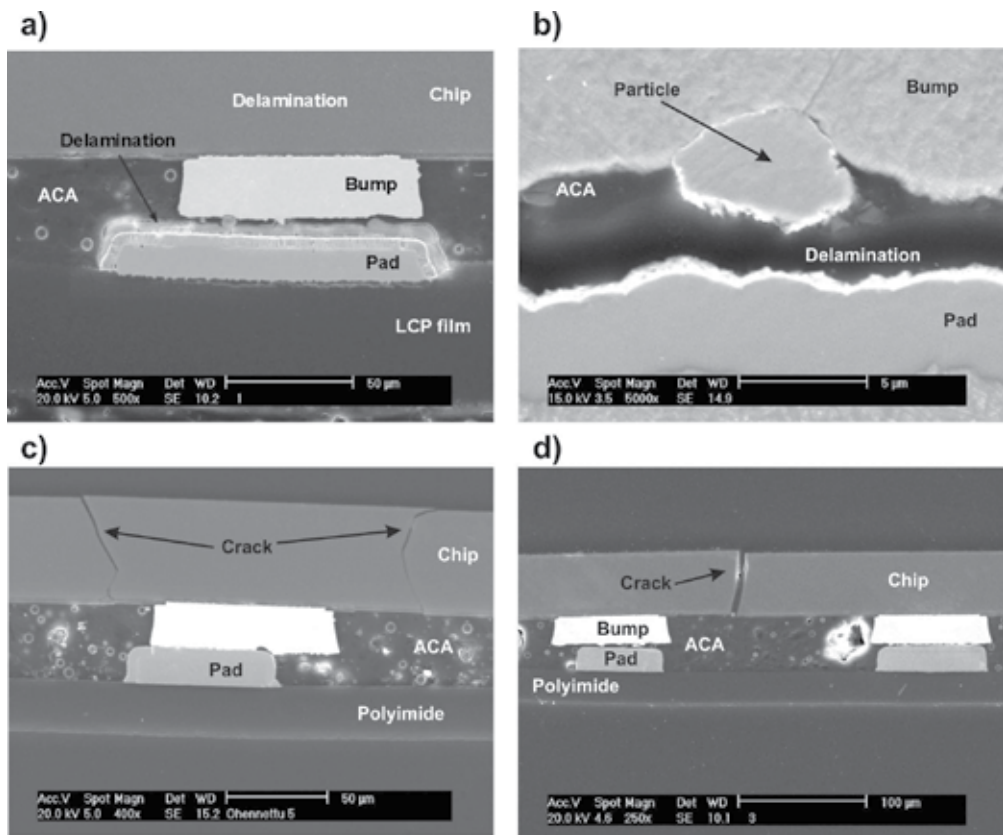 a)
Delamination
Chip
Delamination
ACA
Bump
Pad
LCP film
Acc.V Spot Magn Det WD 50 µm
20.0 kV 5.0 500x SE 10.2 1
b)
Particle
Bump
ACA
Delamination
Pad
Acc.V Spot Magn Det WD 5 µm
15.0 kV 3.5 5000x SE 14.9
c)
Crack
Chip
ACA
Pad
Polyimide
Acc.V Spot Magn Det WD 50 µm
20.0 kV 5.0 400x SE 15.2 Ohennettu 5
d)
Crack
Chip
Bump
ACA
Pad
Polyimide
Acc.V Spot Magn Det WD 100 µm
20.0 kV 4.6 250x SE 10.1 3